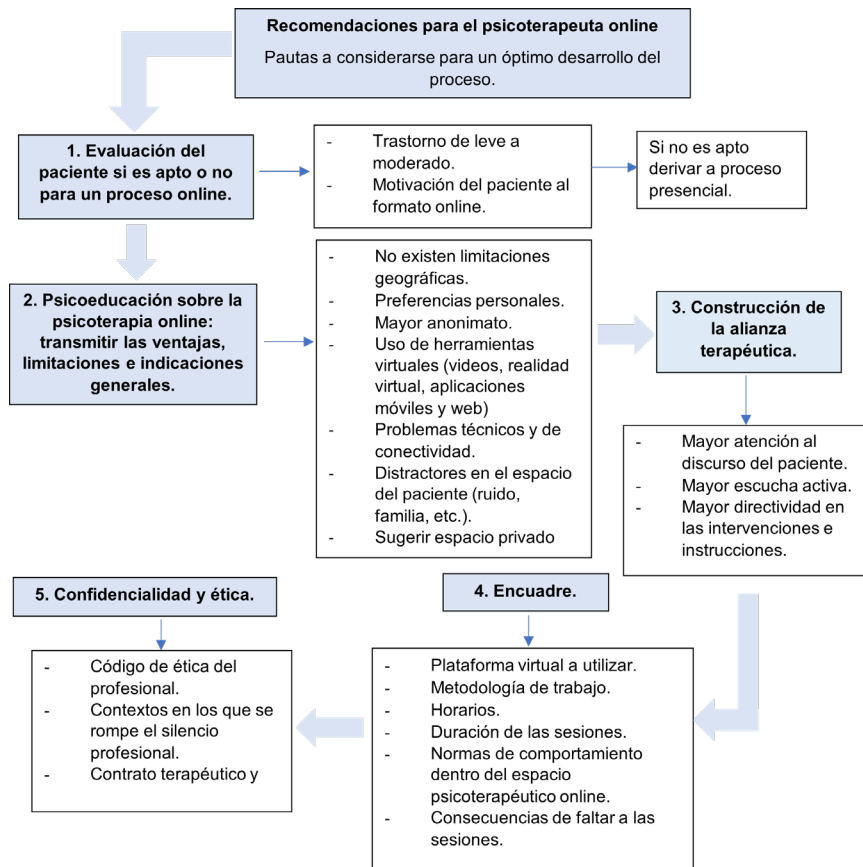 Recomendaciones para el psicoterapeuta online
Pautas a considerarse para un óptimo desarrollo del
proceso.
1. Evaluación del
paciente si es apto o no
para un proceso online.
- Trastorno de leve a
moderado.
- Motivación del paciente al
formato online.
Si no es apto
derivar a proceso
presencial.
2. Psicoeducación sobre la
psicoterapia online:
transmitir las ventajas,
limitaciones e indicaciones
generales.
- No existen limitaciones
geográficas.
- Preferencias personales.
- Mayor anonimato.
- Uso de herramientas
virtuales (videos, realidad
virtual, aplicaciones
móviles y web)
- Problemas técnicos y de
conectividad.
- Distractores en el espacio
del paciente (ruido,
familia, etc.).
- Sugerir espacio privado
3. Construcción de
la alianza
terapéutica.
- Mayor atención al
discurso del paciente.
- Mayor escucha activa.
- Mayor directividad en
las intervenciones e
instrucciones.
4. Encuadre.
- Plataforma virtual a utilizar.
- Metodología de trabajo.
- Horarios.
- Duración de las sesiones.
- Normas de comportamiento
dentro del espacio
psicoterapéutico online.
- Consecuencias de faltar a las
sesiones.
5. Confidencialidad y ética.
- Código de ética del
profesional.
- Contextos en los que se
rompe el silencio
profesional.
- Contrato terapéutico y